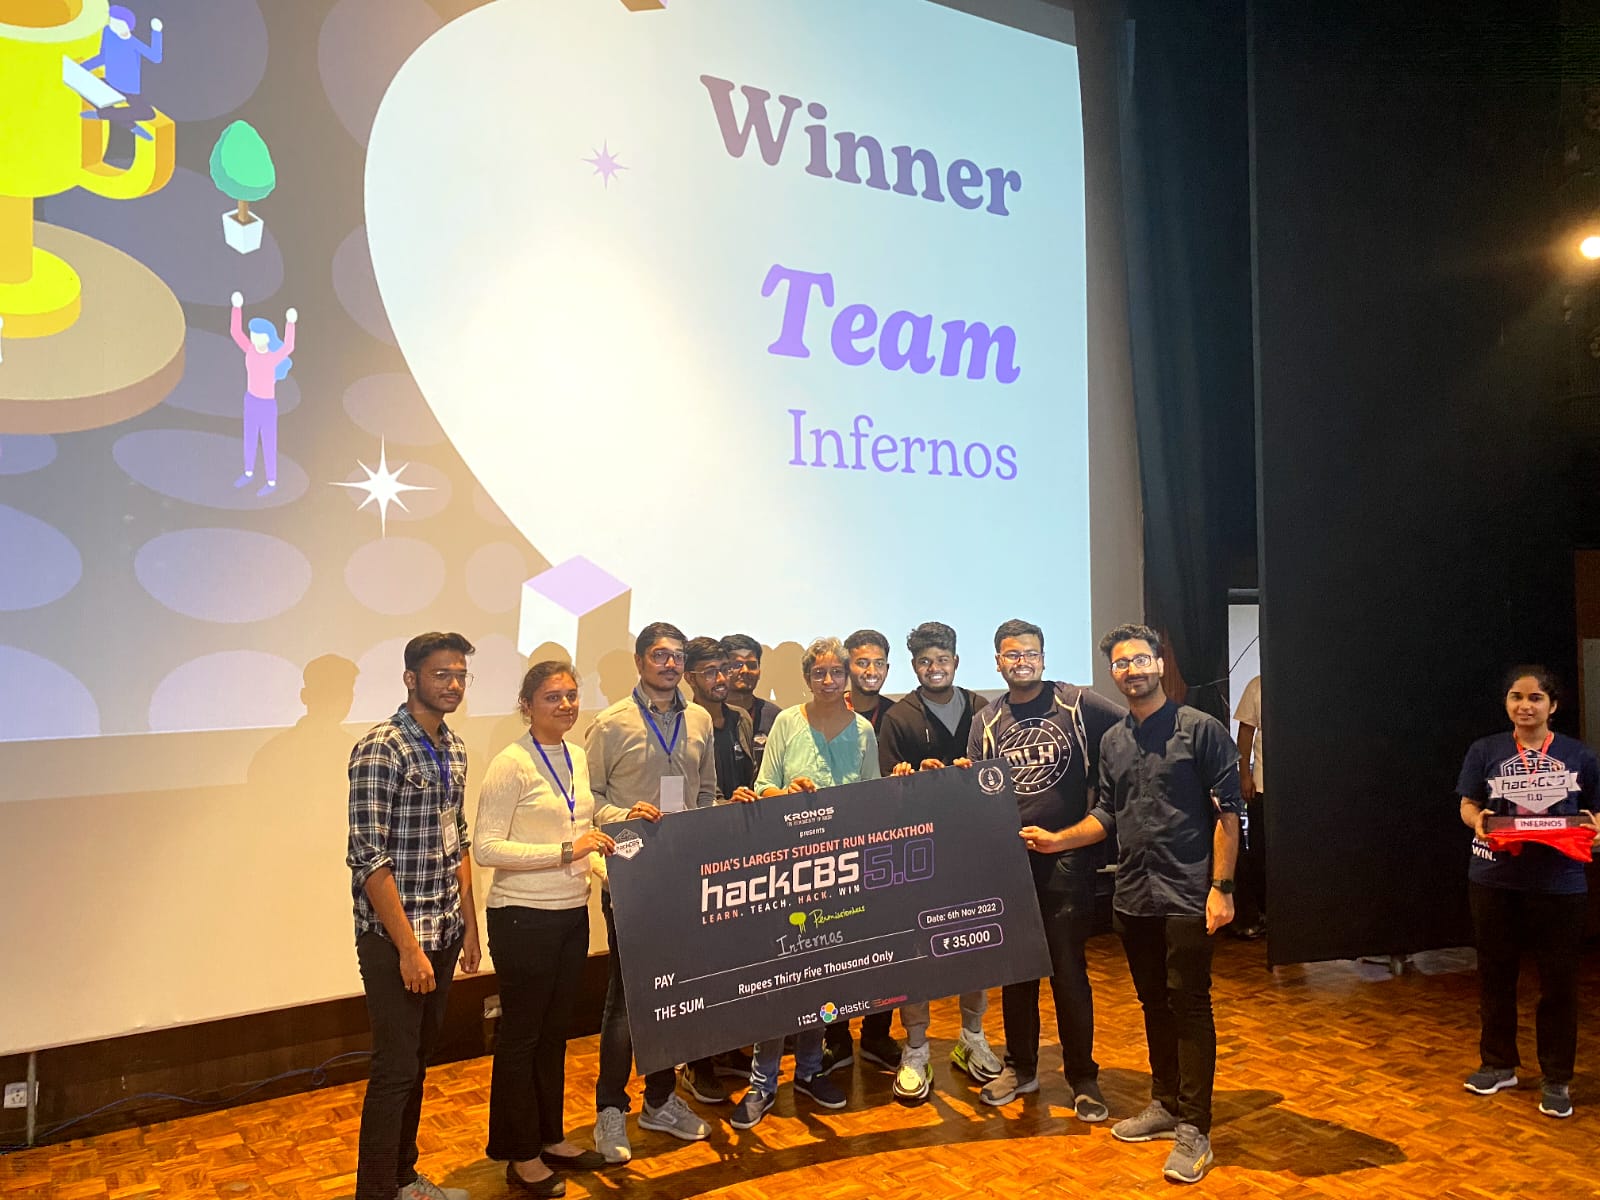 Winner
Team
Infernos
KRONOS
presents
INDIA'S LARGEST STUDENT RUN HACKATHON
hackCBS 5.0
LEARN. TEACH. HACK. WIN
Date: 6th Nov 2022
Infernos
PAY
₹ 35,000
THE SUM Rupees Thirty Five Thousand Only
H2S elastic
MLH
hackCBS
5.0
INFERNOS
WIN.